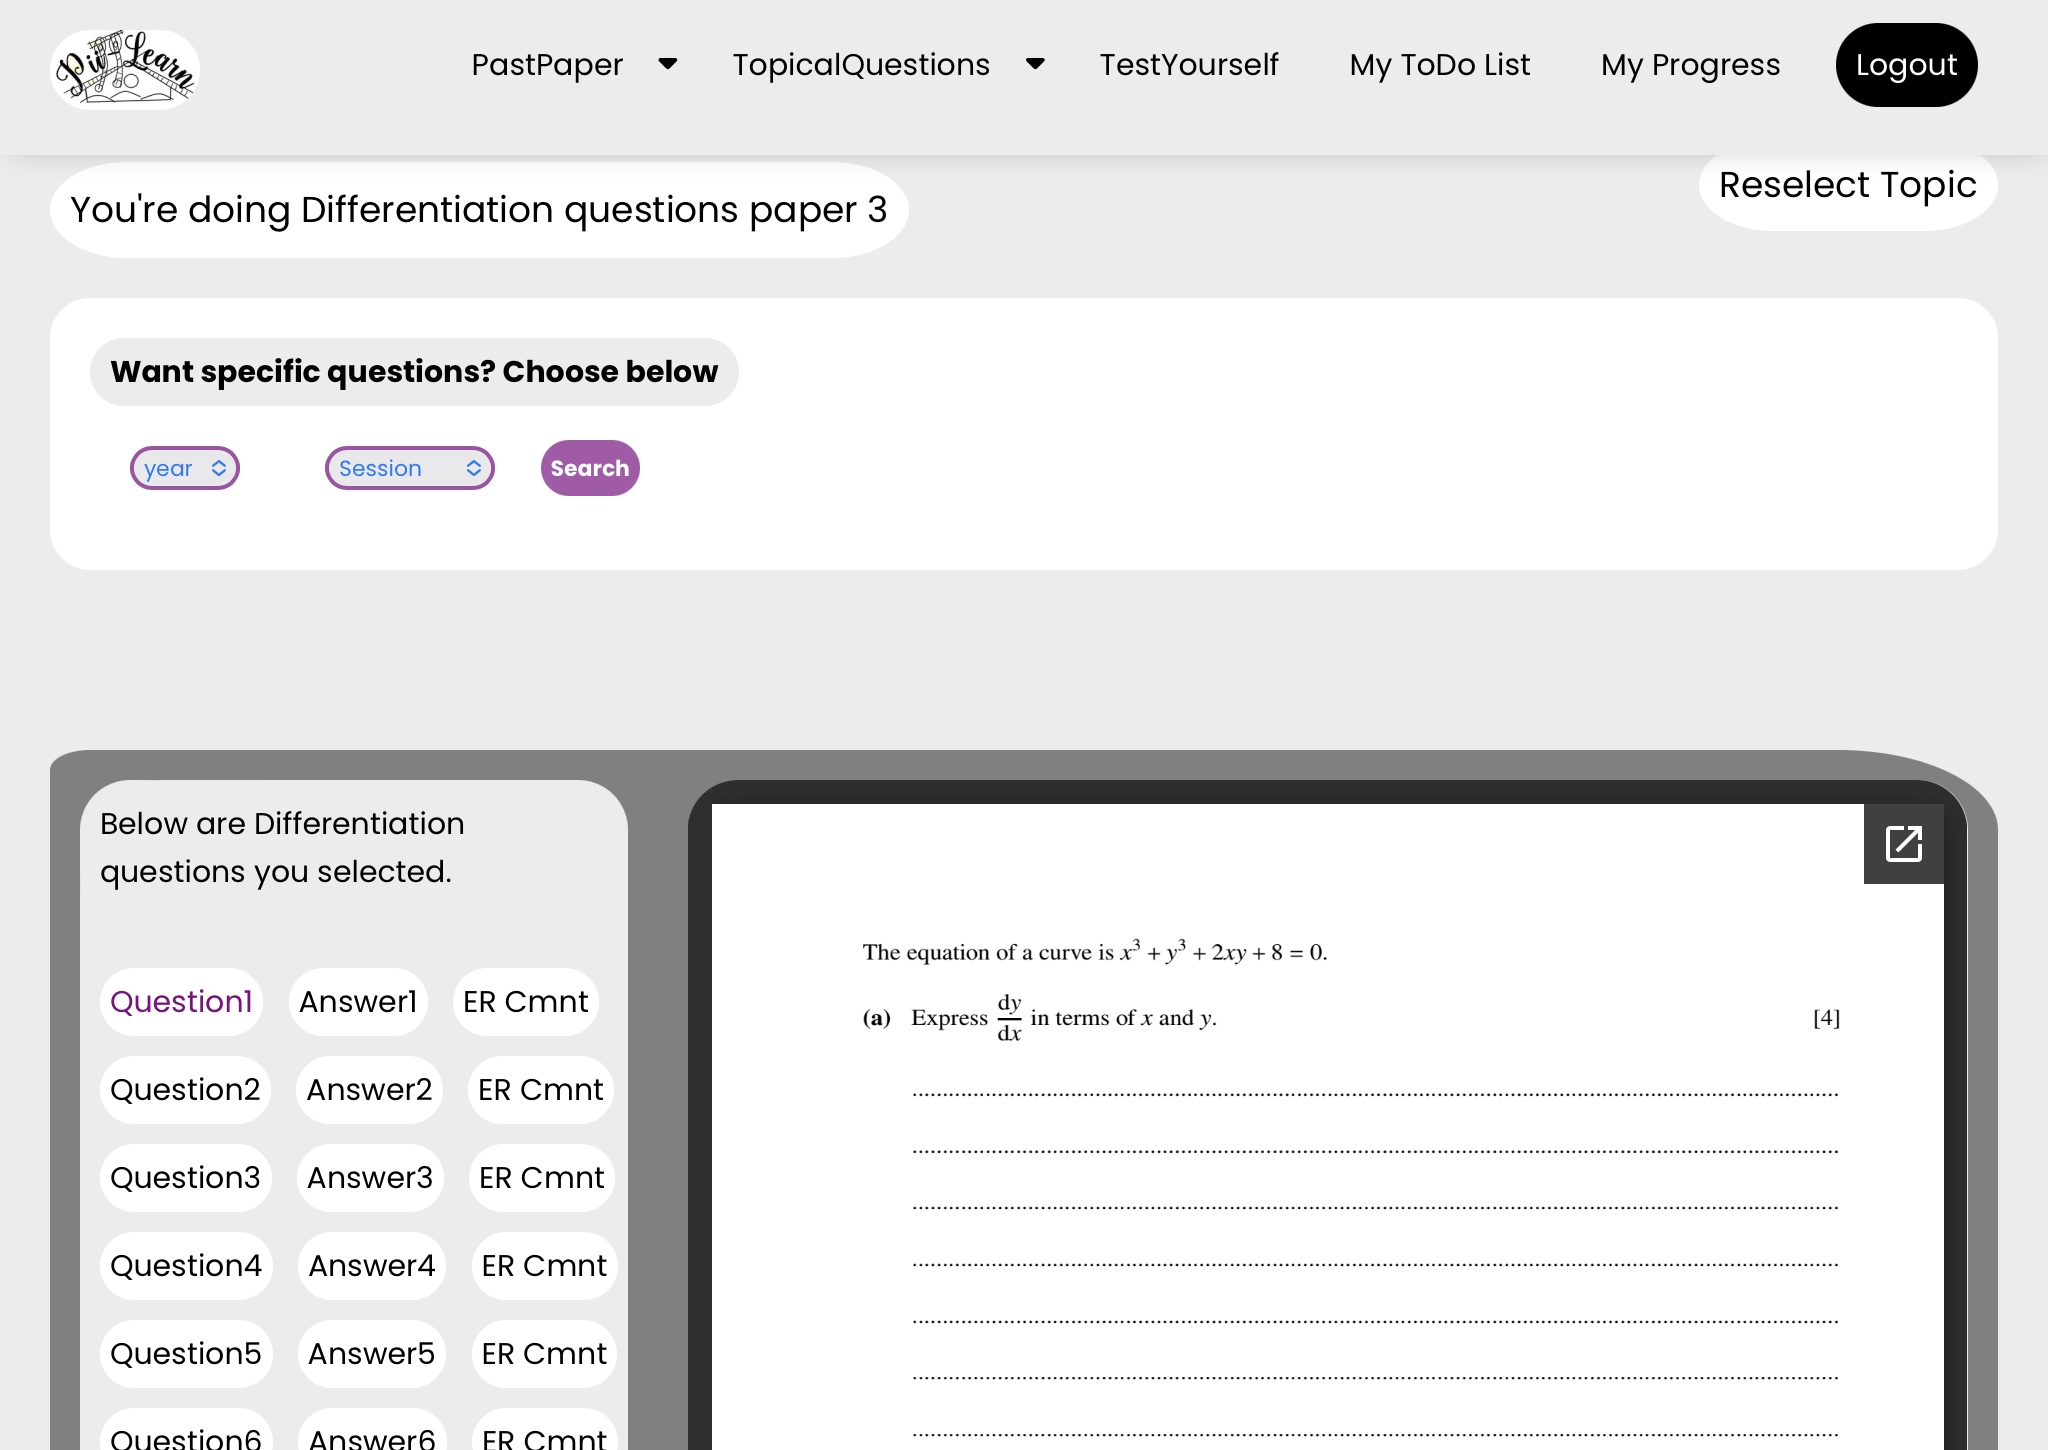 Pii Learn
PastPaper
TopicalQuestions
TestYourself
My ToDo List
My Progress
Logout
You're doing Differentiation questions paper 3
Reselect Topic
Want specific questions? Choose below
year
Session
Search
Below are Differentiation
questions you selected.
Question1 Answer1 ER Cmnt
Question2 Answer2 ER Cmnt
Question3 Answer3 ER Cmnt
Question4 Answer4 ER Cmnt
Question5 Answer5 ER Cmnt
Question6 Answer6 ER Cmnt
The equation of a curve is x³ + y³ + 2xy + 8 = 0.
(a) Express dy/dx in terms of x and y. [4]